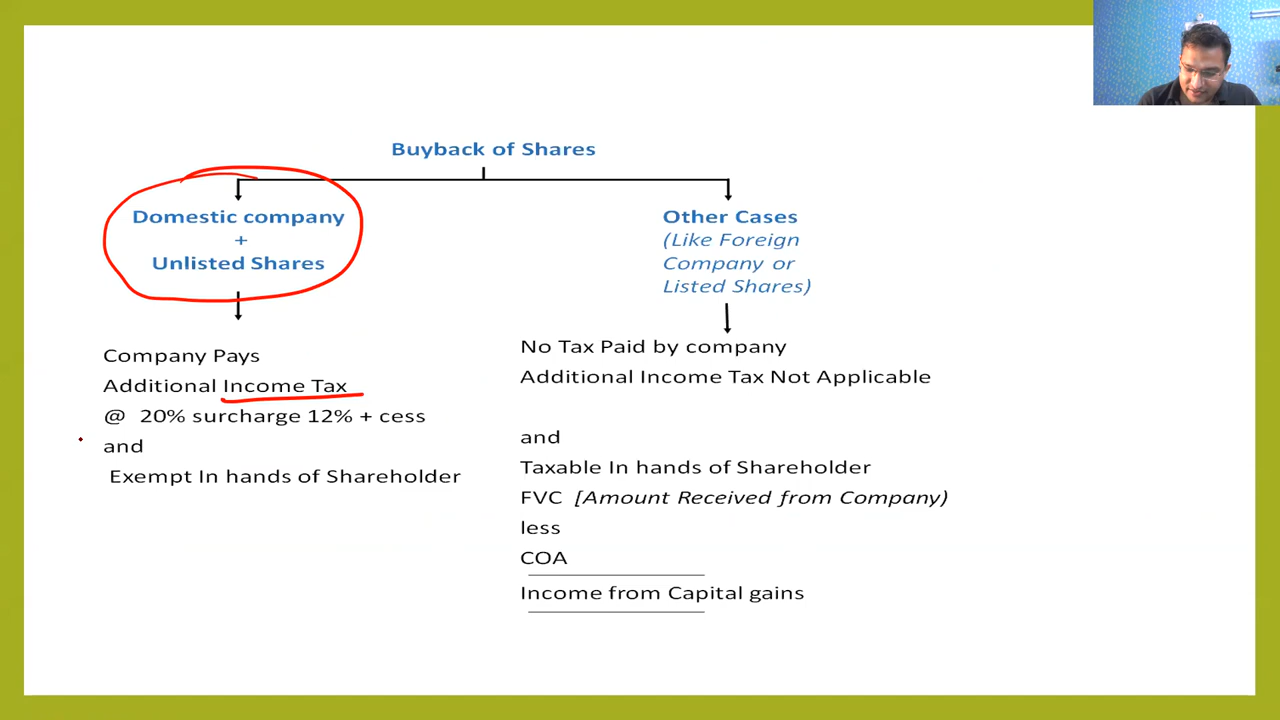 Buyback of Shares
Domestic company
+
Unlisted Shares
Company Pays
Additional Income Tax
@ 20% surcharge 12% + cess
and
Exempt In hands of Shareholder
Other Cases
(Like Foreign
Company or
Listed Shares)
No Tax Paid by company
Additional Income Tax Not Applicable
and
Taxable In hands of Shareholder
FVC [Amount Received from Company)
less
COA
Income from Capital gains